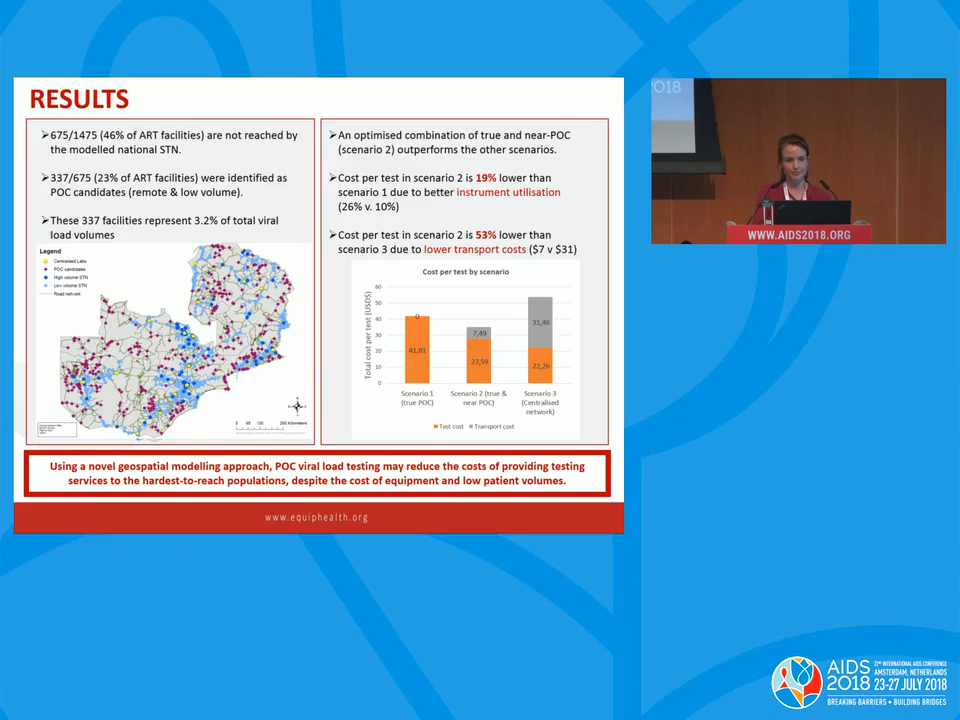 RESULTS
➢675/1475 (46% of ART facilities) are not reached by
the modelled national STN.
➢337/675 (23% of ART facilities) were identified as
POC candidates (remote & low volume).
➢These 337 facilities represent 3.2% of total viral
load volumes
Legend
Centralised Labs
POC candidates
High volume STN
Low volume STN
Road network
➢An optimised combination of true and near-POC
(scenario 2) outperforms the other scenarios.
➢Cost per test in scenario 2 is 19% lower than
scenario 1 due to better instrument utilisation
(26% v. 10%)
➢Cost per test in scenario 2 is 53% lower than
scenario 3 due to lower transport costs ($7 v $31)
Cost per test by scenario
Total cost per test (USD$)
60
50
40
30
20
10
0
0
41,81
7,49
27,59
31,46
22,26
Scenario 1
(true POC)
Scenario 2 (true &
near POC)
Scenario 3
(Centralised
network)
Test cost
Transport cost
Using a novel geospatial modelling approach, POC viral load testing may reduce the costs of providing testing
services to the hardest-to-reach populations, despite the cost of equipment and low patient volumes.
www.equiphealth.org
2018
WWW.AIDS2018.ORG
AIDS
2018
22ND INTERNATIONAL AIDS CONFERENCE
AMSTERDAM, NETHERLANDS
23-27 JULY 2018
BREAKING BARRIERS • BUILDING BRIDGES